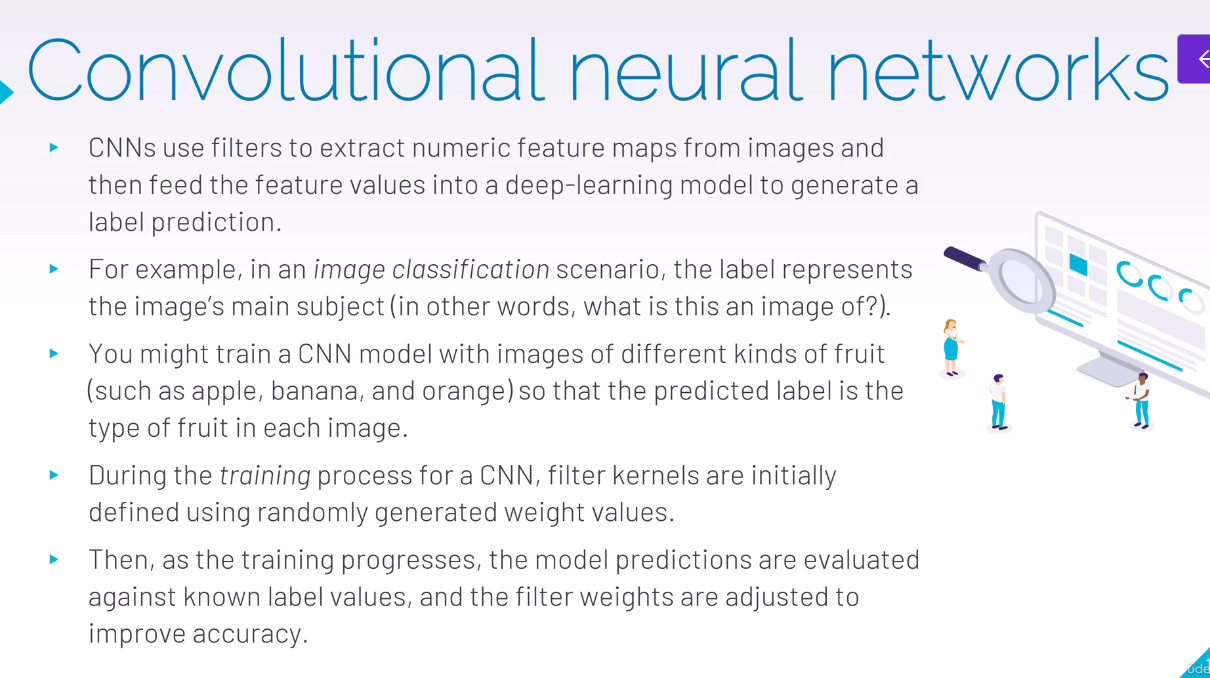 Convolutional neural networks
CNNs use filters to extract numeric feature maps from images and
then feed the feature values into a deep-learning model to generate a
label prediction.
For example, in an image classification scenario, the label represents
the image's main subject (in other words, what is this an image of?).
You might train a CNN model with images of different kinds of fruit
(such as apple, banana, and orange) so that the predicted label is the
type of fruit in each image.
During the training process for a CNN, filter kernels are initially
defined using randomly generated weight values.
Then, as the training progresses, the model predictions are evaluated
against known label values, and the filter weights are adjusted to
improve accuracy.